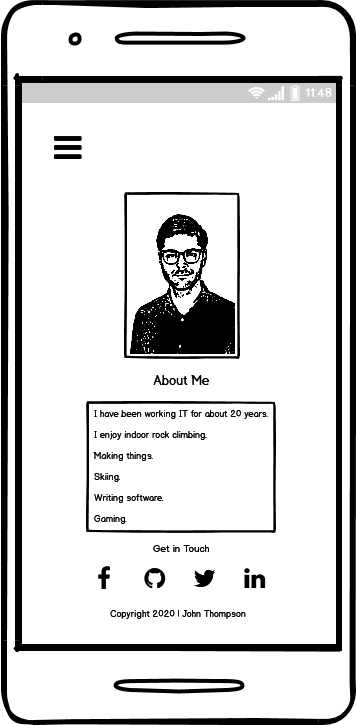 11:48
About Me
I have been working IT for about 20 years.
I enjoy indoor rock climbing.
Making things.
Skiing.
Writing software.
Gaming.
Get in Touch
Copyright 2020 | John Thompson